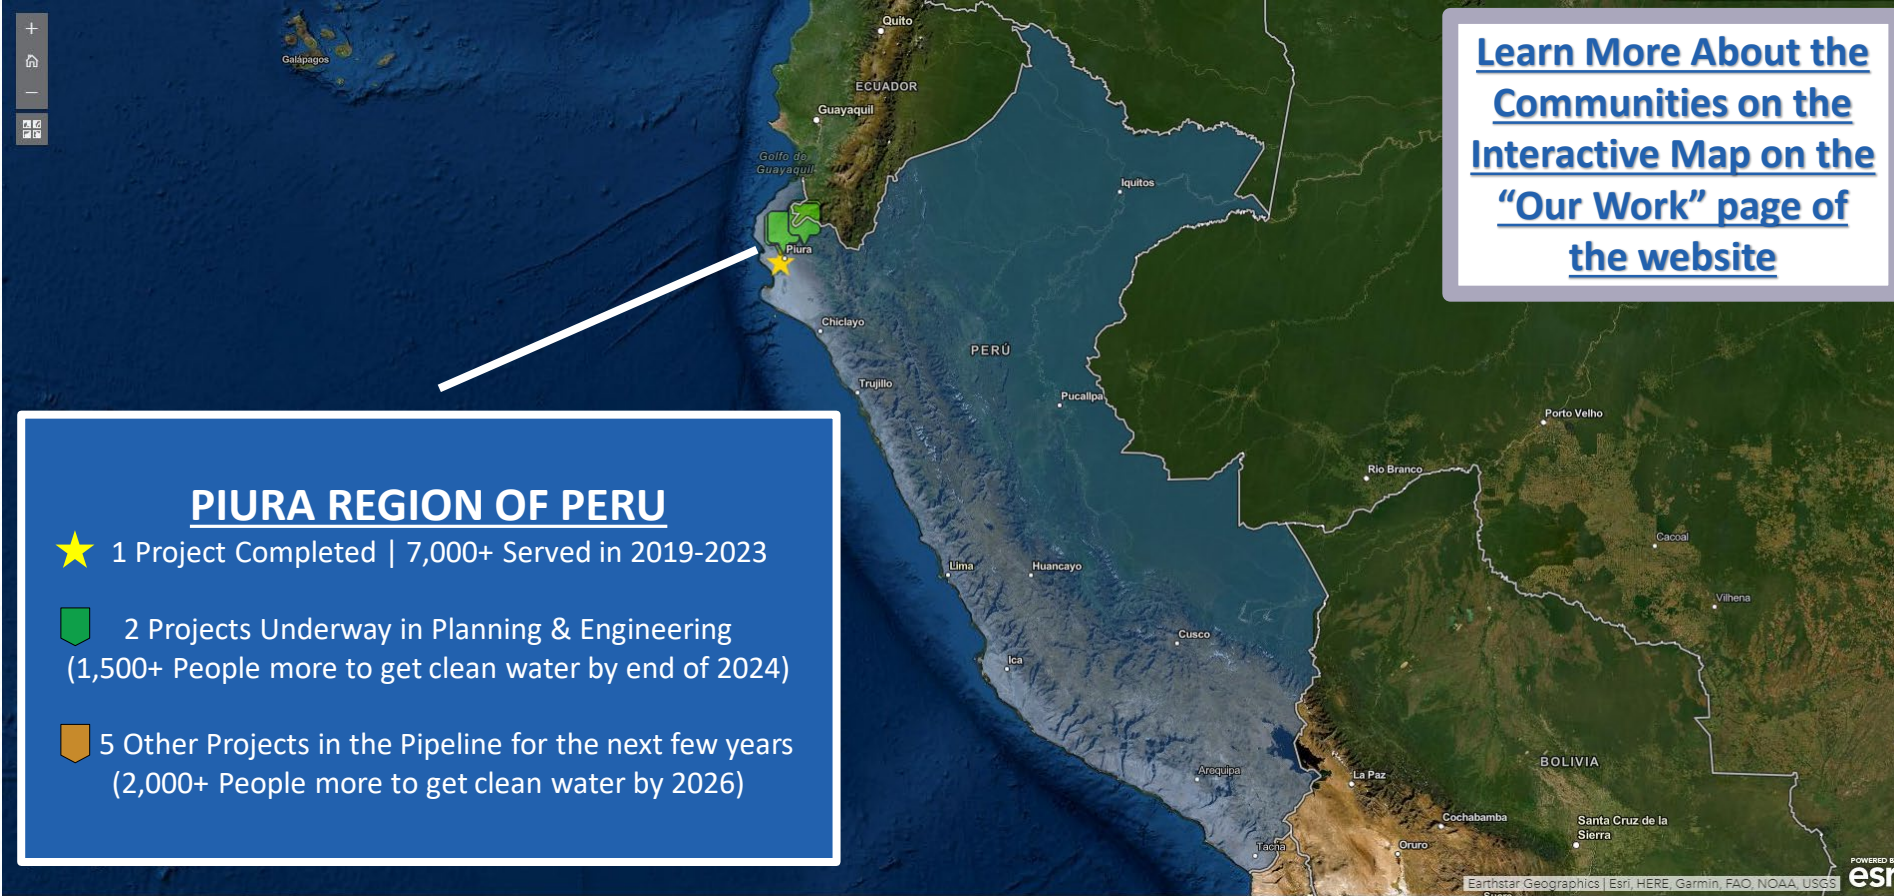 Learn More About the
Communities on the
Interactive Map on the
“Our Work” page of
the website
Quito
Galápagos
ECUADOR
Guayaquil
Golfo de
Guayaquil
Iquitos
Piura
Chiclayo
PERÚ
Trujillo
Pucallpa
Porto Velho
Rio Branco
Cacoal
Lima
Huancayo
Vilhena
Cusco
Ica
Arequipa
La Paz
BOLIVIA
Cochabamba
Santa Cruz de la
Sierra
Oruro
Tacna
Sucre
PIURA REGION OF PERU
1 Project Completed | 7,000+ Served in 2019-2023
2 Projects Underway in Planning & Engineering
(1,500+ People more to get clean water by end of 2024)
5 Other Projects in the Pipeline for the next few years
(2,000+ People more to get clean water by 2026)
Earthstar Geographics | Esri, HERE, Garmin, FAO, NOAA, USGS
POWERED B
esri